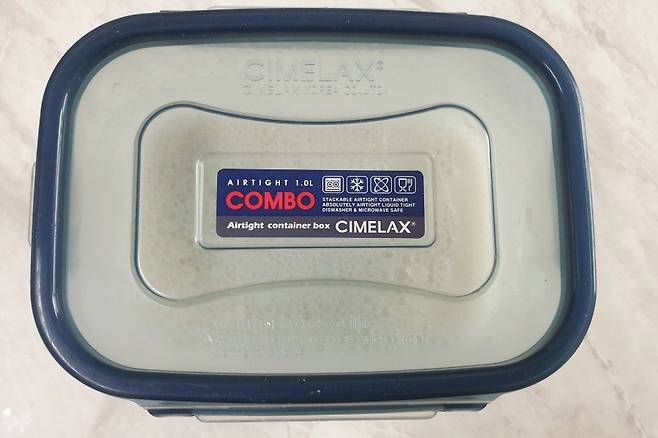 CIMELAX®
CIMELAX KOREA CO.,LTD.
AIRTIGHT 1.0L
COMBO
STACKABLE AIRTIGHT CONTAINER
ABSOLUTELY AIRTIGHT LIQUID TIGHT
DISWASHER & MICROWAVE SAFE
Airtight container box CIMELAX®